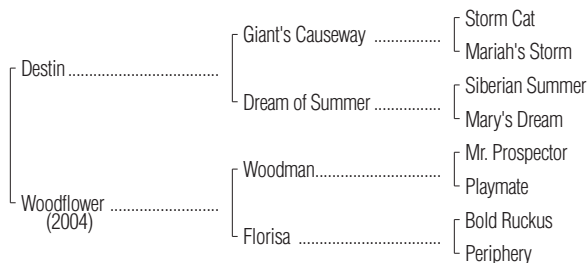 Storm Cat
Giant's Causeway ..................
Mariah's Storm
Destin ..................................
Siberian Summer
Dream of Summer ...............
Mary's Dream
Mr. Prospector
Woodman............................
Playmate
Woodflower ........................
(2004)
Bold Ruckus
Florisa ................................
Periphery